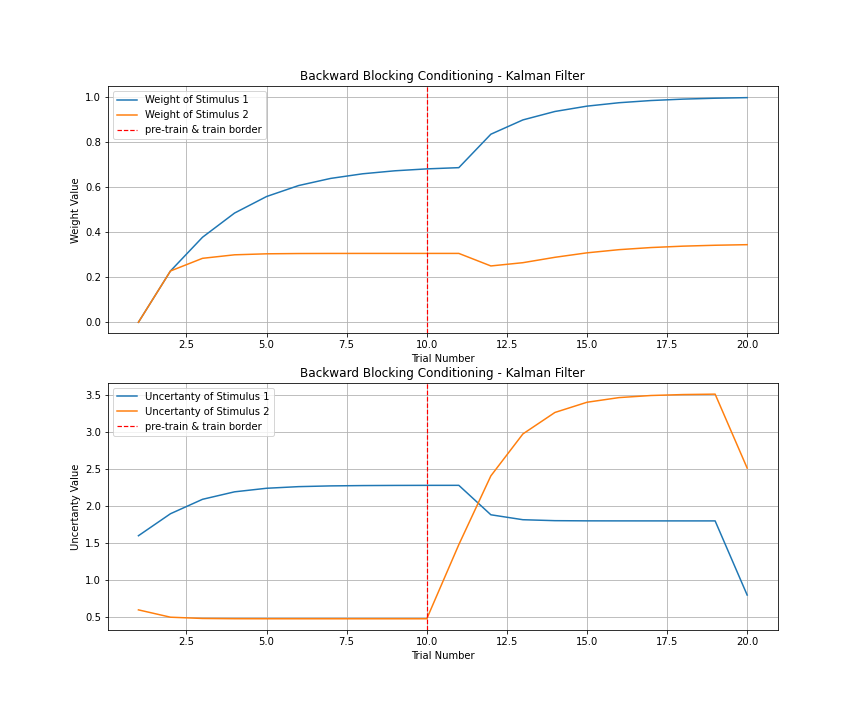 Backward Blocking Conditioning - Kalman Filter
Weight of Stimulus 1
Weight of Stimulus 2
pre-train & train border
1.0
0.8
0.6
0.4
0.2
0.0
Weight Value
2.5 5.0 7.5 10.0 12.5 15.0 17.5 20.0
Trial Number
Backward Blocking Conditioning - Kalman Filter
Uncertanty of Stimulus 1
Uncertanty of Stimulus 2
pre-train & train border
3.5
3.0
2.5
2.0
1.5
1.0
0.5
Uncertanty Value
2.5 5.0 7.5 10.0 12.5 15.0 17.5 20.0
Trial Number